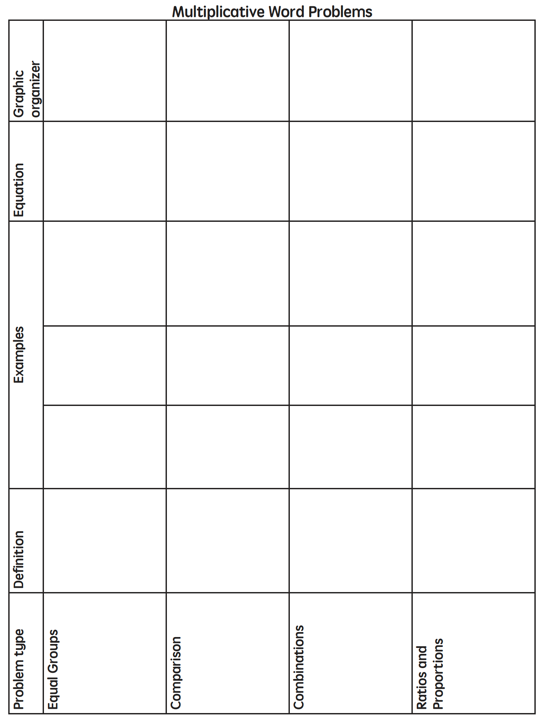 Multiplicative Word Problems
Problem type
Definition
Examples
Equation
Graphic
organizer
Equal Groups
Comparison
Combinations
Ratios and
Proportions